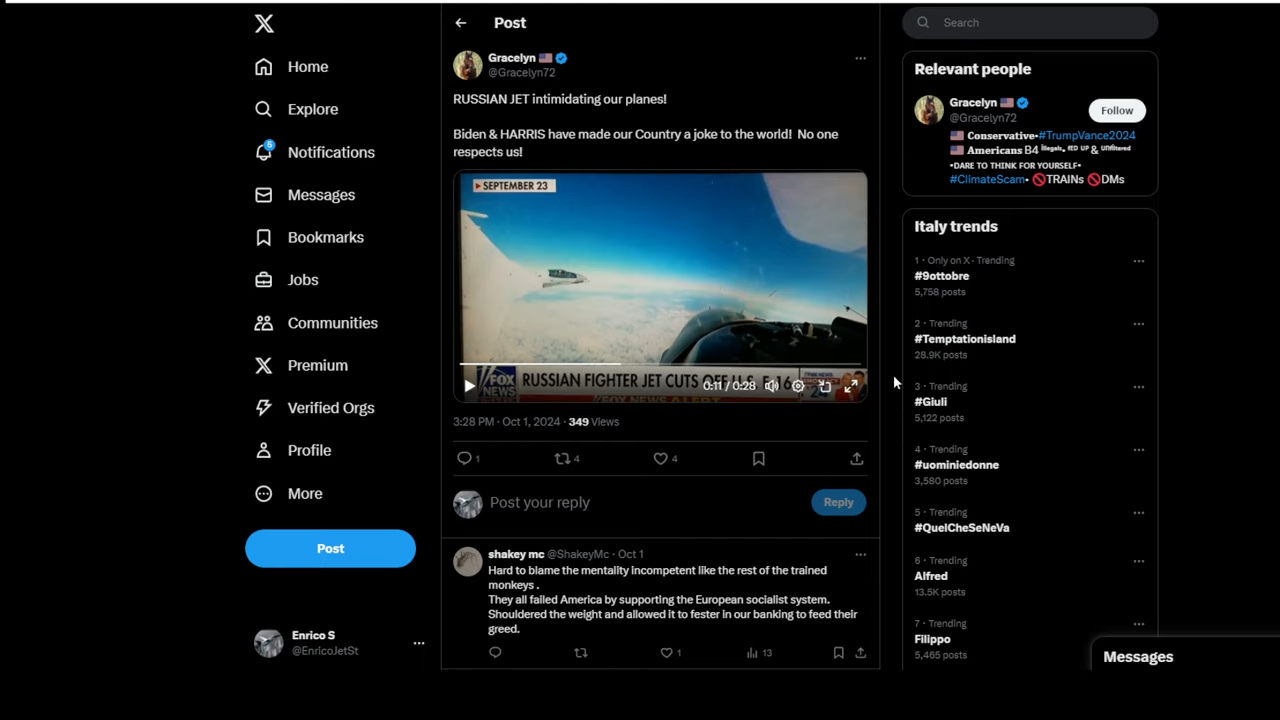 Home
Explore
5
Notifications
Messages
Bookmarks
Jobs
Communities
Premium
Verified Orgs
Profile
More
Post
Enrico S
@EnricoJetSt
Post
Gracelyn
@Gracelyn72
RUSSIAN JET intimidating our planes!
Biden & HARRIS have made our Country a joke to the world! No one
respects us!
SEPTEMBER 23
FOX
NEWS
RUSSIAN FIGHTER JET CUTS OFF U.S. F-16
0:11 / 0:28
FOX NEWS ALERT
3:28 PM · Oct 1, 2024 · 349 Views
1
4
4
Post your reply
Reply
shakey mc @ShakeyMc · Oct 1
Hard to blame the mentality incompetent like the rest of the trained
monkeys .
They all failed America by supporting the European socialist system.
Shouldered the weight and allowed it to fester in our banking to feed their
greed.
1
13
Search
Relevant people
Gracelyn
@Gracelyn72
Follow
Conservative•#TrumpVance2024
Americans B4 illegals• fED UP & Unfiltered
•DARE TO THINK FOR YOURSELF•
#ClimateScam• 🚫TRAINs 🚫DMs
Italy trends
1 · Only on X · Trending
#9ottobre
5,758 posts
2 · Trending
#TemptationIsland
28.9K posts
3 · Trending
#Giuli
5,122 posts
4 · Trending
#uominiedonne
3,580 posts
5 · Trending
#QuelCheSeNeVa
6 · Trending
Alfred
13.5K posts
7 · Trending
Filippo
5,465 posts
Messages